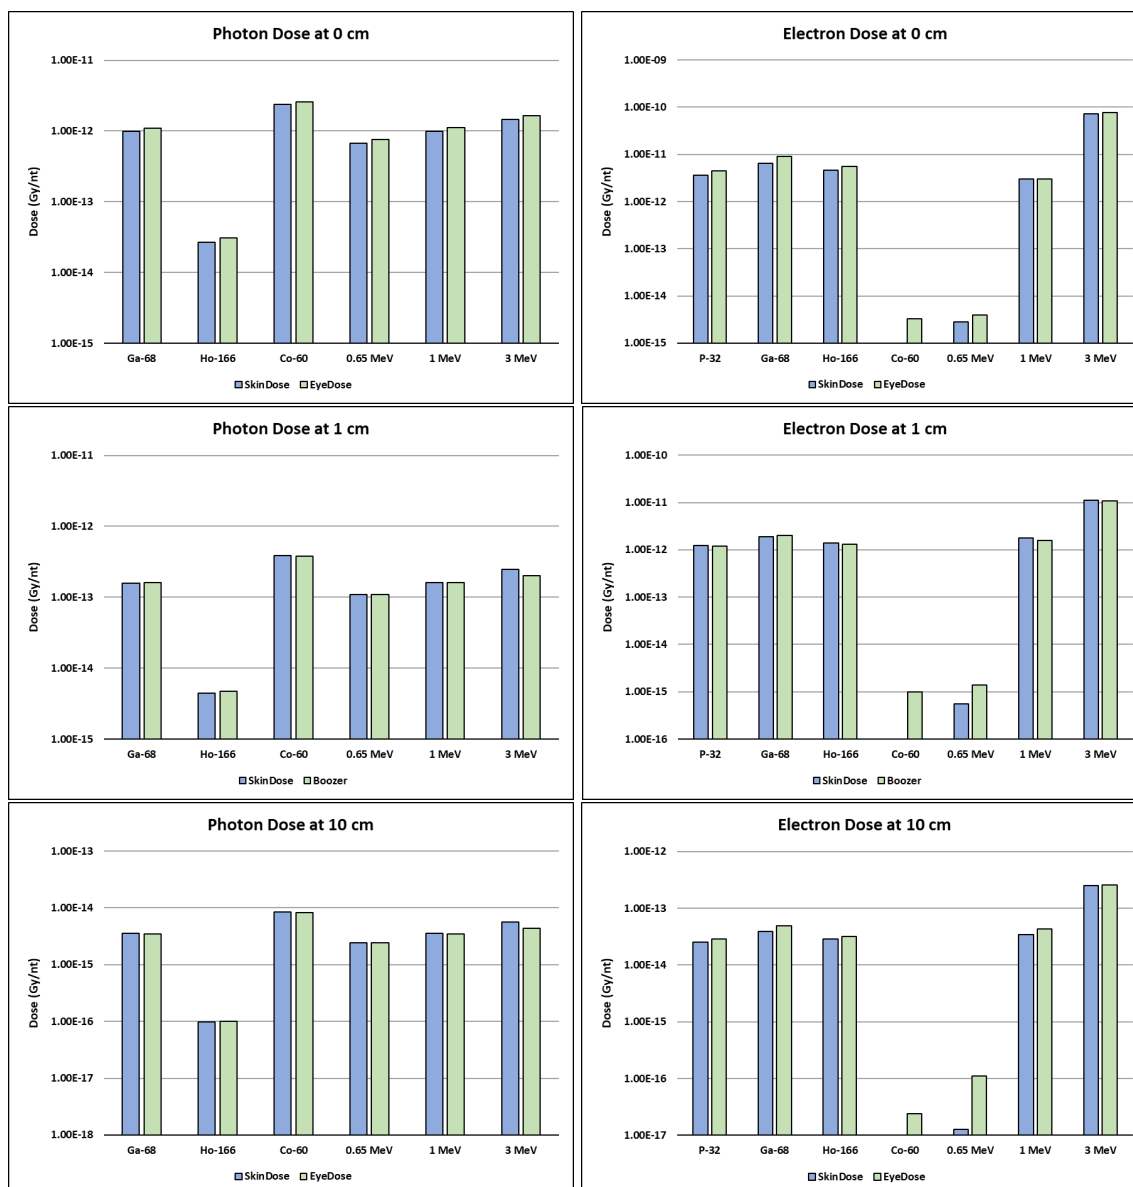 Photon Dose at 0 cm
1.00E-11
1.00E-12
1.00E-13
1.00E-14
1.00E-15
Dose (Gy/nt)
Ga-68 Ho-166 Co-60 0.65 MeV 1 MeV 3 MeV
SkinDose EyeDose
Electron Dose at 0 cm
1.00E-09
1.00E-10
1.00E-11
1.00E-12
1.00E-13
1.00E-14
1.00E-15
Dose (Gy/nt)
P-32 Ga-68 Ho-166 Co-60 0.65 MeV 1 MeV 3 MeV
SkinDose EyeDose
Photon Dose at 1 cm
1.00E-11
1.00E-12
1.00E-13
1.00E-14
1.00E-15
Dose (Gy/nt)
Ga-68 Ho-166 Co-60 0.65 MeV 1 MeV 3 MeV
SkinDose Boozer
Electron Dose at 1 cm
1.00E-10
1.00E-11
1.00E-12
1.00E-13
1.00E-14
1.00E-15
1.00E-16
Dose (Gy/nt)
P-32 Ga-68 Ho-166 Co-60 0.65 MeV 1 MeV 3 MeV
SkinDose EyeDose
Photon Dose at 10 cm
1.00E-13
1.00E-14
1.00E-15
1.00E-16
1.00E-17
1.00E-18
Dose (Gy/nt)
Ga-68 Ho-166 Co-60 0.65 MeV 1 MeV 3 MeV
SkinDose EyeDose
Electron Dose at 10 cm
1.00E-12
1.00E-13
1.00E-14
1.00E-15
1.00E-16
1.00E-17
Dose (Gy/nt)
P-32 Ga-68 Ho-166 Co-60 0.65 MeV 1 MeV 3 MeV
SkinDose EyeDose